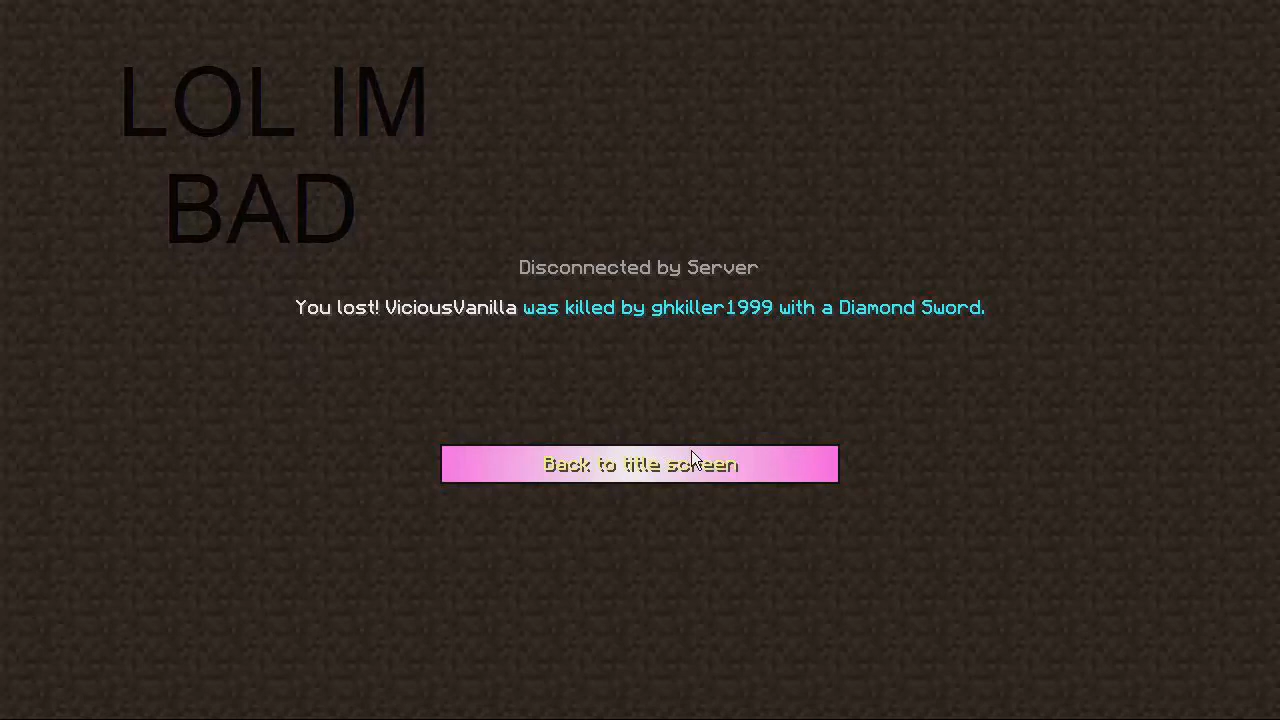 LOL IM
BAD
Disconnected by Server
You lost! ViciousVanilla was killed by ghkiller1999 with a Diamond Sword.
Back to title screen